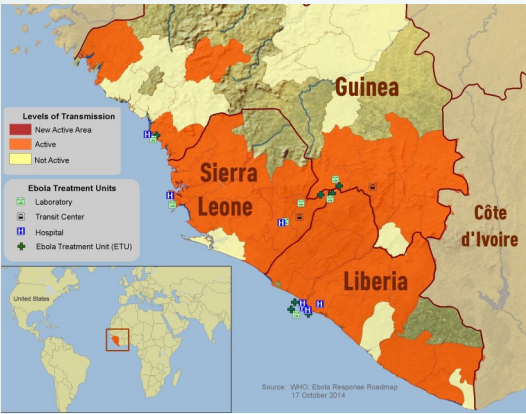 Guinea
Levels of Transmission
New Active Area
Active
Not Active
Sierra
Leone
Ebola Treatment Units
Laboratory
Transit Center
H Hospital
Ebola Treatment Unit (ETU)
Côte
d'Ivoire
Liberia
United States
Source: WHO: Ebola Response Roadmap
17 October 2014